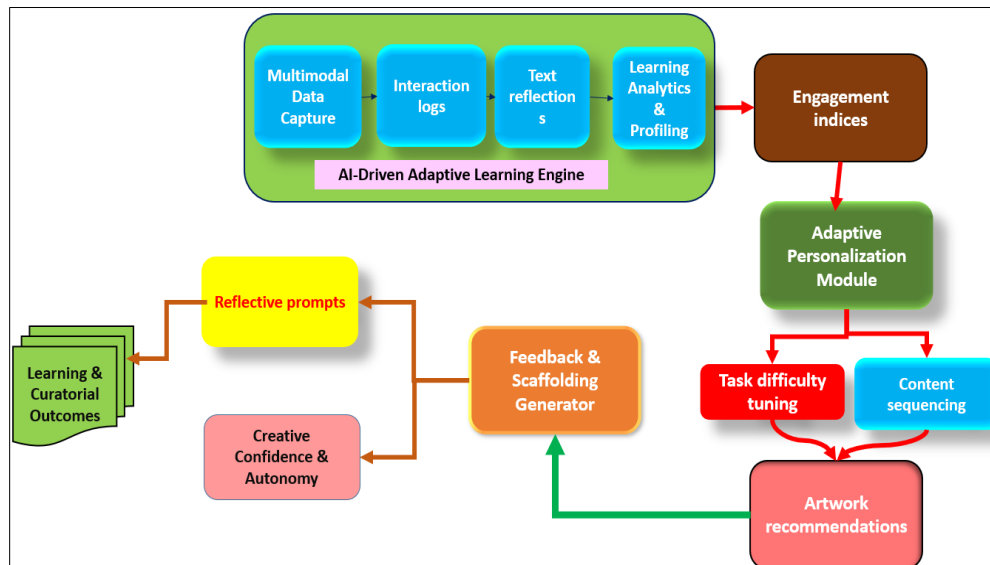 Multimodal
Data
Capture
Interaction
logs
Text
reflection
s
Learning
Analytics
&
Profiling
AI-Driven Adaptive Learning Engine
Engagement
indices
Adaptive
Personalization
Module
Task difficulty
tuning
Content
sequencing
Artwork
recommendations
Feedback &
Scaffolding
Generator
Reflective prompts
Creative
Confidence &
Autonomy
Learning &
Curatorial
Outcomes